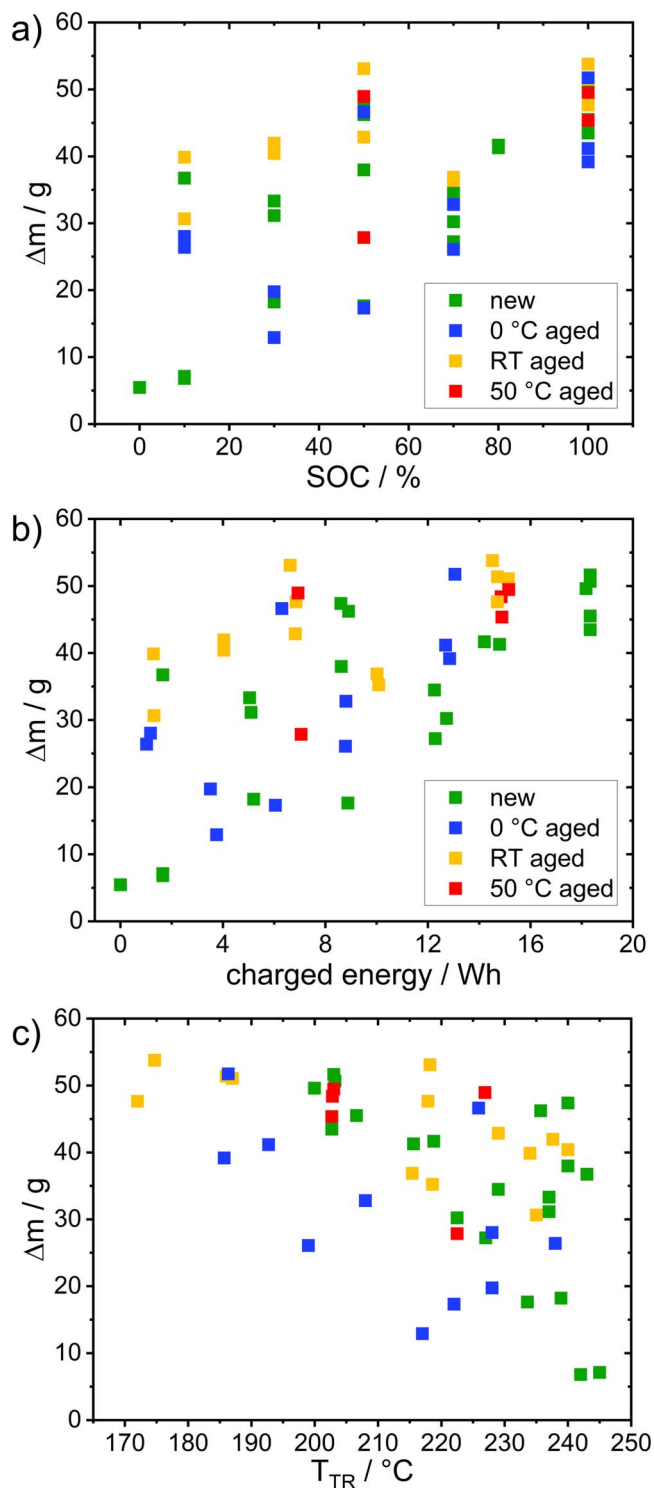 a)
60
50
40
30
20
10
0
Δm / g
new
0 °C aged
RT aged
50 °C aged
0 20 40 60 80 100
SOC / %
b)
60
50
40
30
20
10
0
Δm / g
new
0 °C aged
RT aged
50 °C aged
0 4 8 12 16 20
charged energy / Wh
c)
60
50
40
30
20
10
0
Δm / g
170 180 190 200 210 220 230 240 250
T_TR / °C